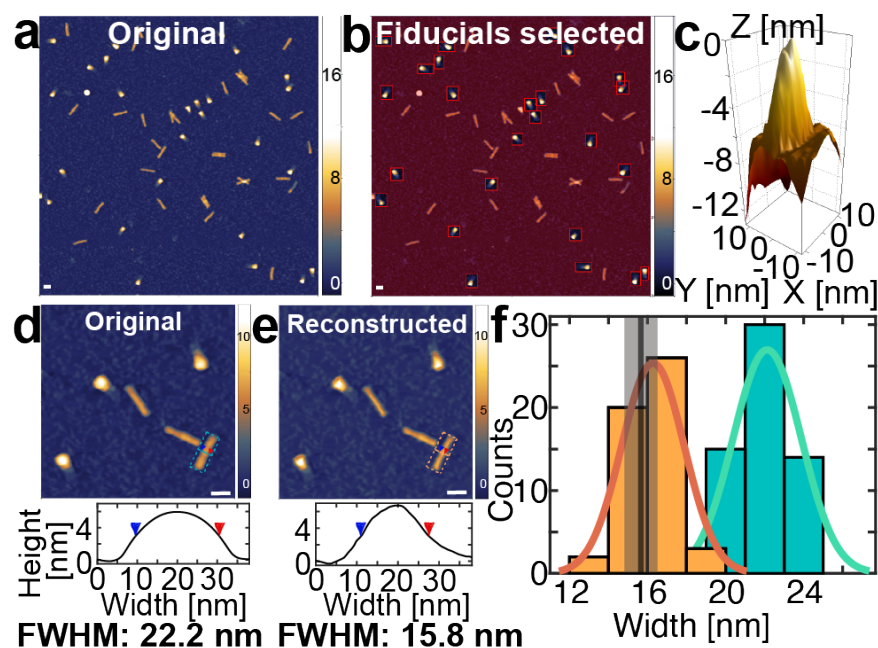 a
Original
16
8
0
b
Fiducials selected
16
8
0
c
Z [nm]
0
-4
-8
-12
10
0
-10
Y [nm]
10
0
-10
X [nm]
d
Original
10
5
0
Height
[nm]
4
0
0 10 20 30
Width [nm]
FWHM: 22.2 nm
e
Reconstructed
10
5
0
4
0
0 10 20 30
Width [nm]
FWHM: 15.8 nm
f
Counts
30
20
10
0
12 16 20 24
Width [nm]